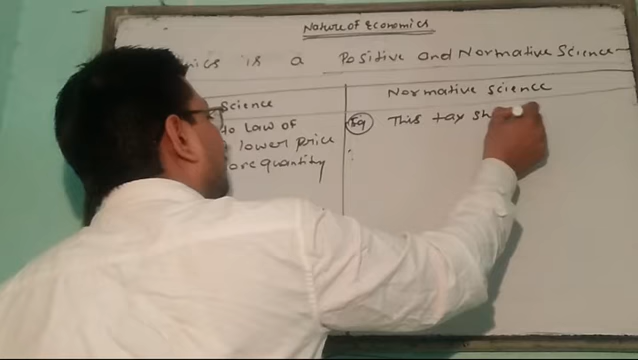 Nature of Economics
mics is a Positive and Normative Science
Science
Normative science
to Law of
lower price
ore quantity
Eg This tax sh